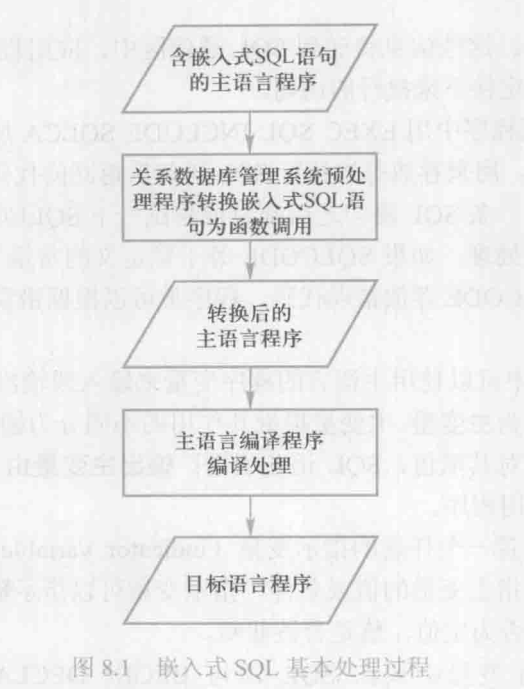 含嵌入式SQL语句
的主语言程序
关系数据库管理系统预处
理程序转换嵌入式SQL语
句为函数调用
转换后的
主语言程序
主语言编译程序
编译处理
目标语言程序
图 8.1 嵌入式 SQL 基本处理过程